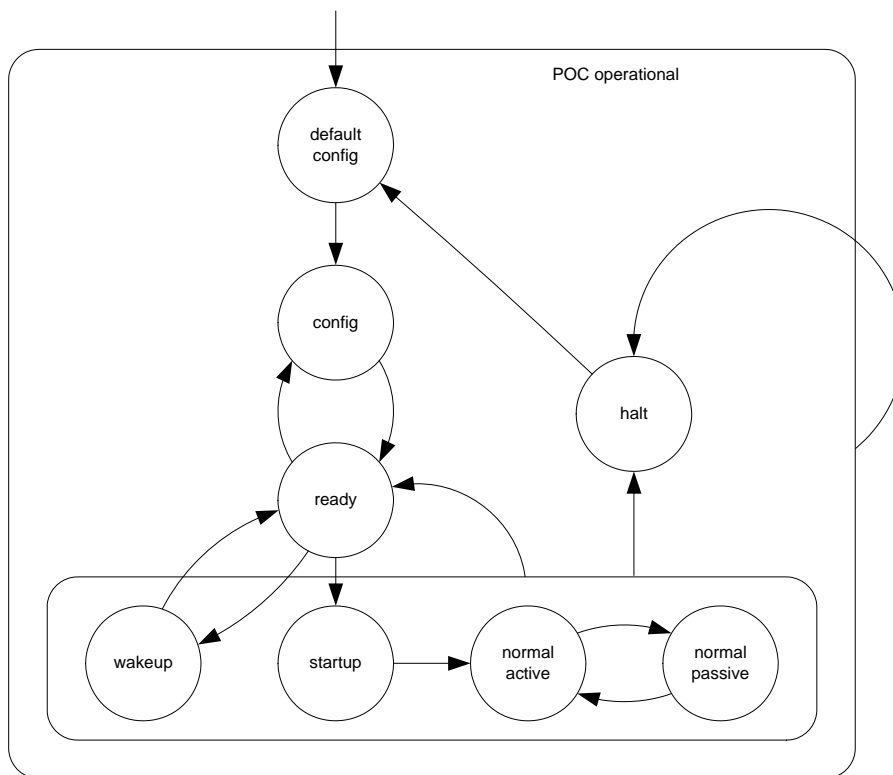 POC operational
default
config
config
halt
ready
wakeup
startup
normal
active
normal
passive